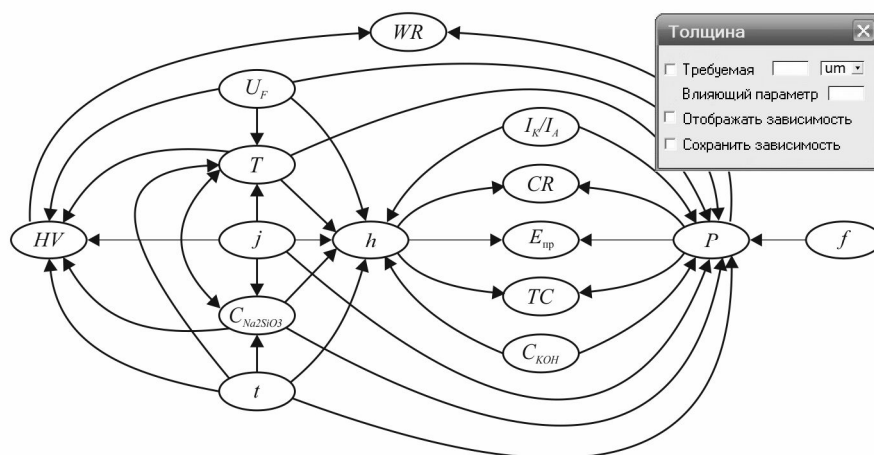 WR
Толщина
Требуемая um
Влияющий параметр
Отображать зависимость
Сохранить зависимость
U_F
I_K/I_A
T
CR
HV
j
h
E_пр
P
f
TC
C_Na2SiO3
C_KOH
t